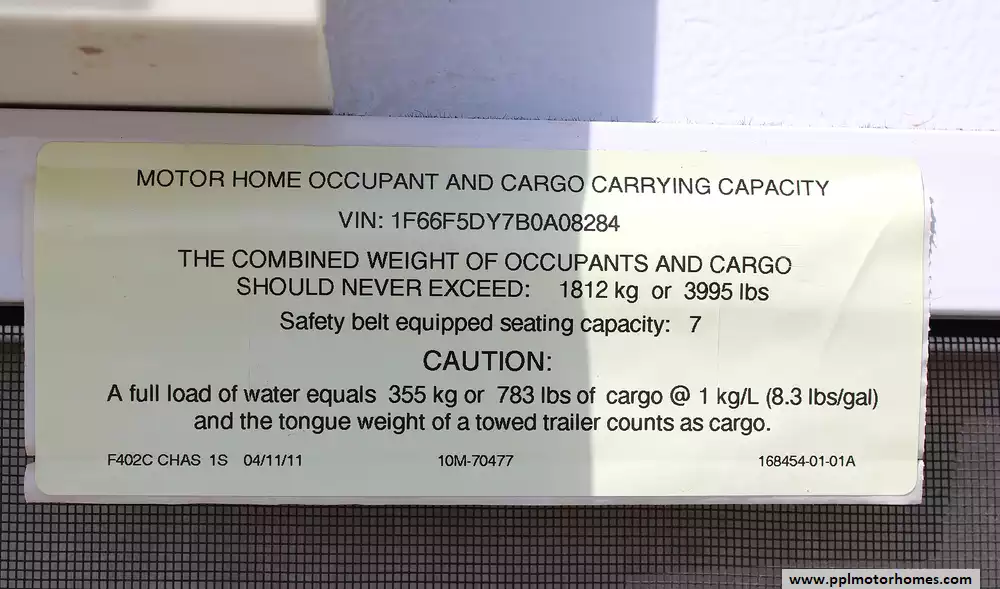 MOTOR HOME OCCUPANT AND CARGO CARRYING CAPACITY
VIN: 1F66F5DY7B0A08284
THE COMBINED WEIGHT OF OCCUPANTS AND CARGO
SHOULD NEVER EXCEED: 1812 kg or 3995 lbs
Safety belt equipped seating capacity: 7
CAUTION:
A full load of water equals 355 kg or 783 lbs of cargo @ 1 kg/L (8.3 lbs/gal)
and the tongue weight of a towed trailer counts as cargo.
F402C CHAS 1S 04/11/11 10M-70477 168454-01-01A
www.pplmotorhomes.com